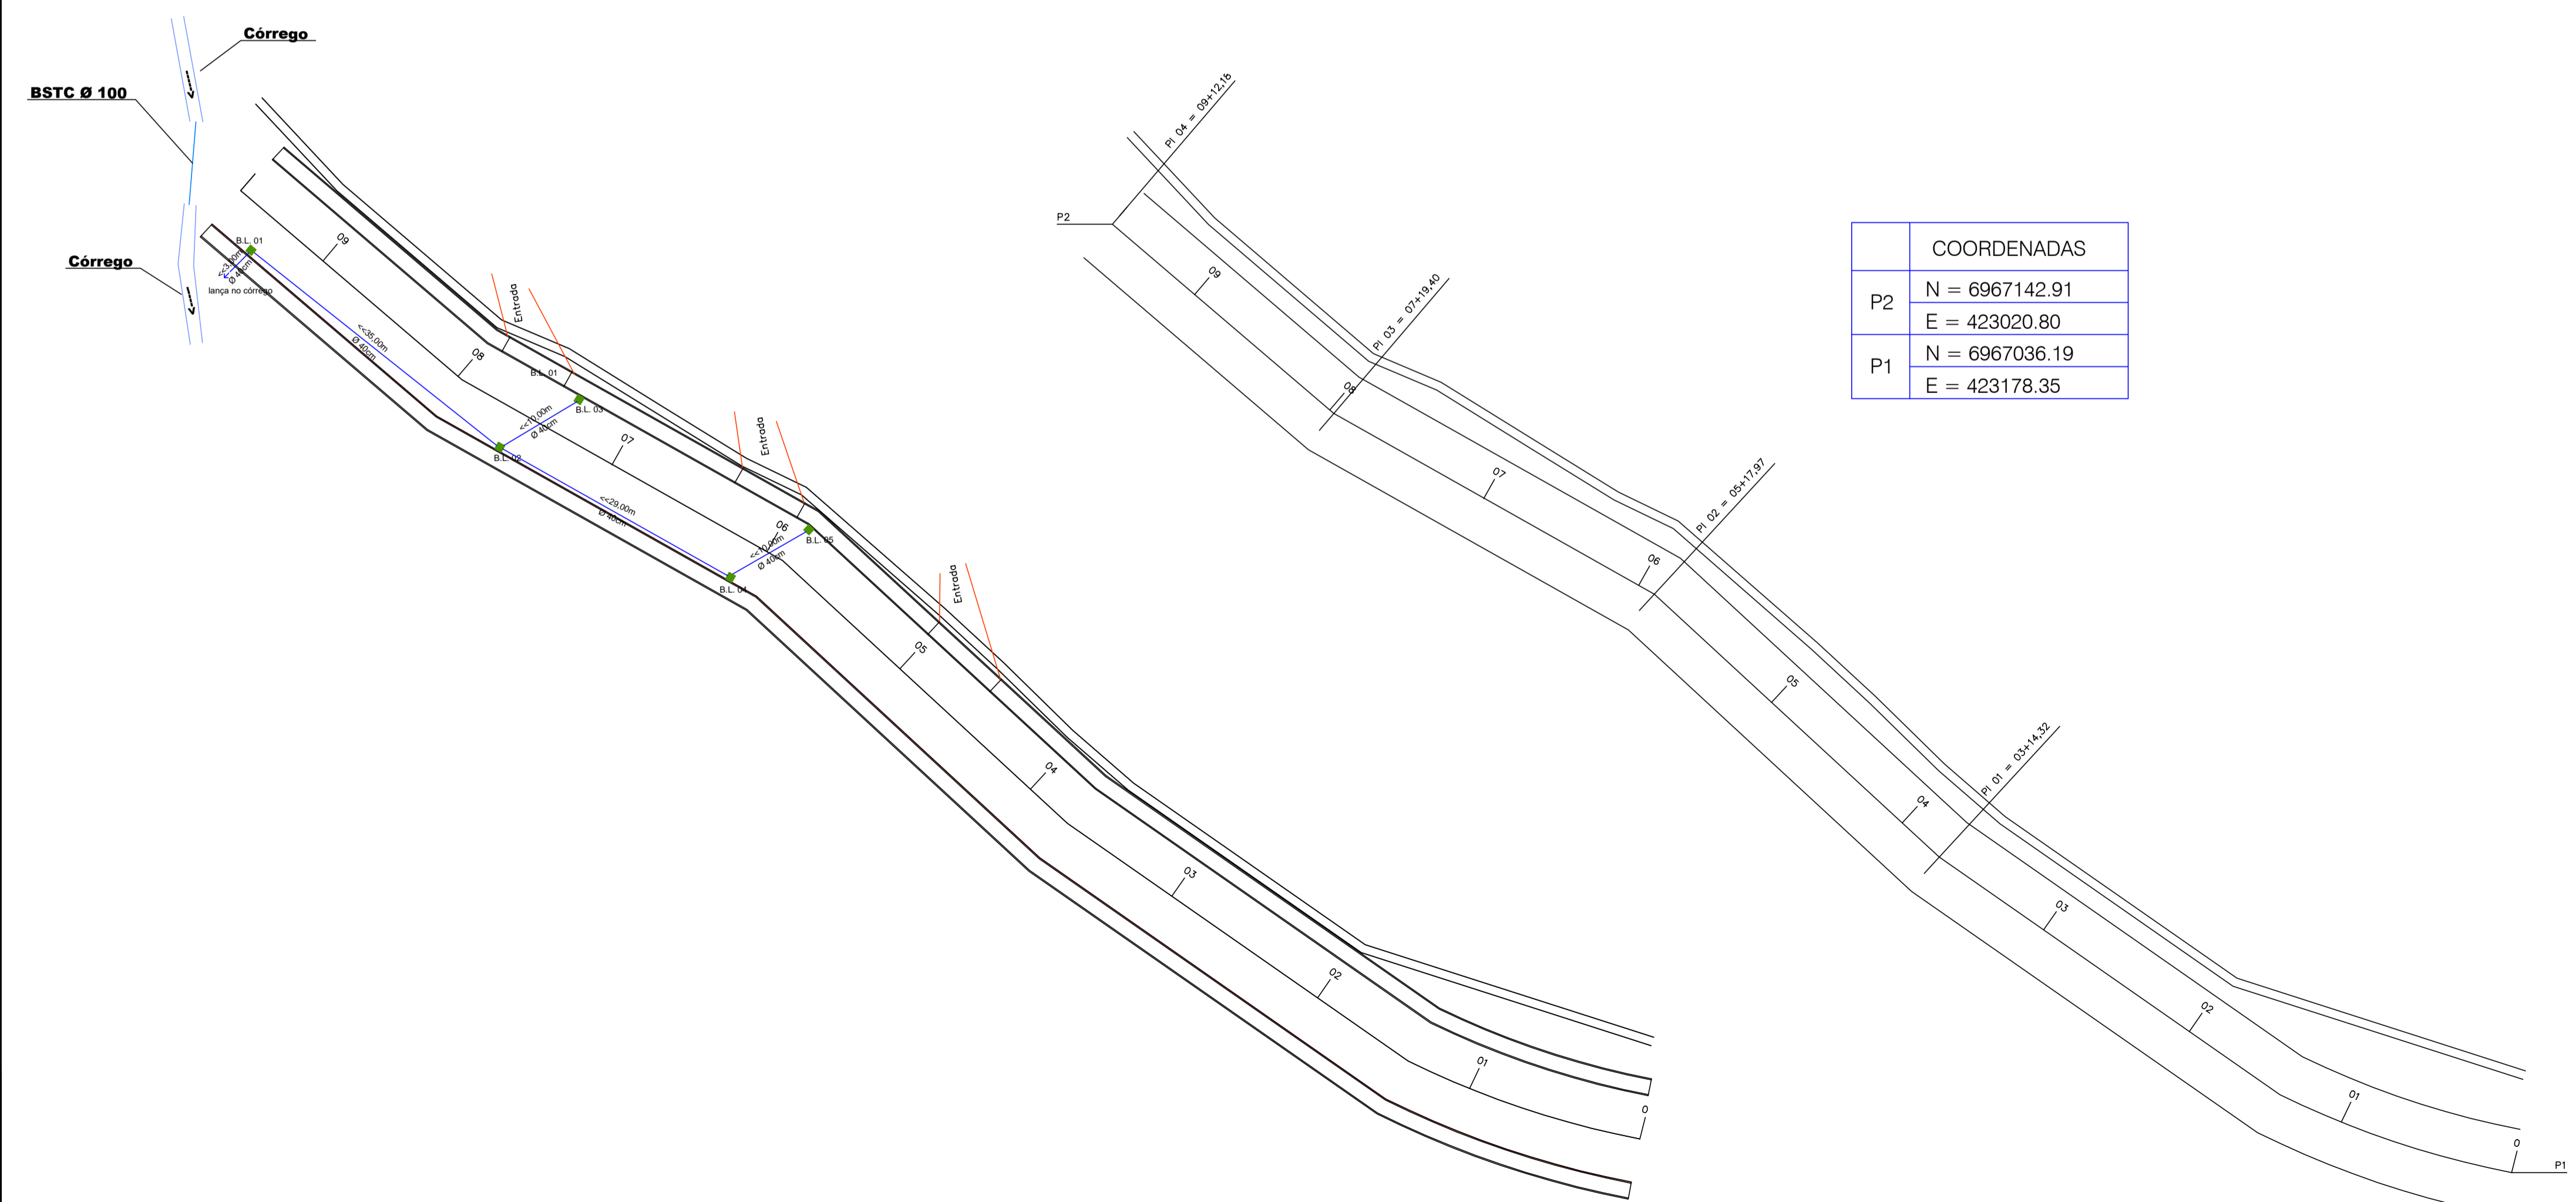 Córrego
BSTC Ø 100
Córrego
B.L. 01
<<3,00m
Ø 40cm
lança no córrego
<<35,00m
Ø 40cm
09
08
Entrada
B.L. 01
B.L. 03
<<10,00m
Ø 40cm
B.L. 02
07
Entrada
<<29,00m
Ø 40cm
06
<<10,00m
Ø 40cm
B.L. 05
B.L. 04
Entrada
05
04
03
02
01
0
PI 04 = 09+12,18
P2
09
PI 03 = 07+19,40
08
07
PI 02 = 05+17,97
06
05
PI 01 = 03+14,32
04
03
02
01
0
P1
COORDENADAS
P2
N = 6967142.91
E = 423020.80
P1
N = 6967036.19
E = 423178.35